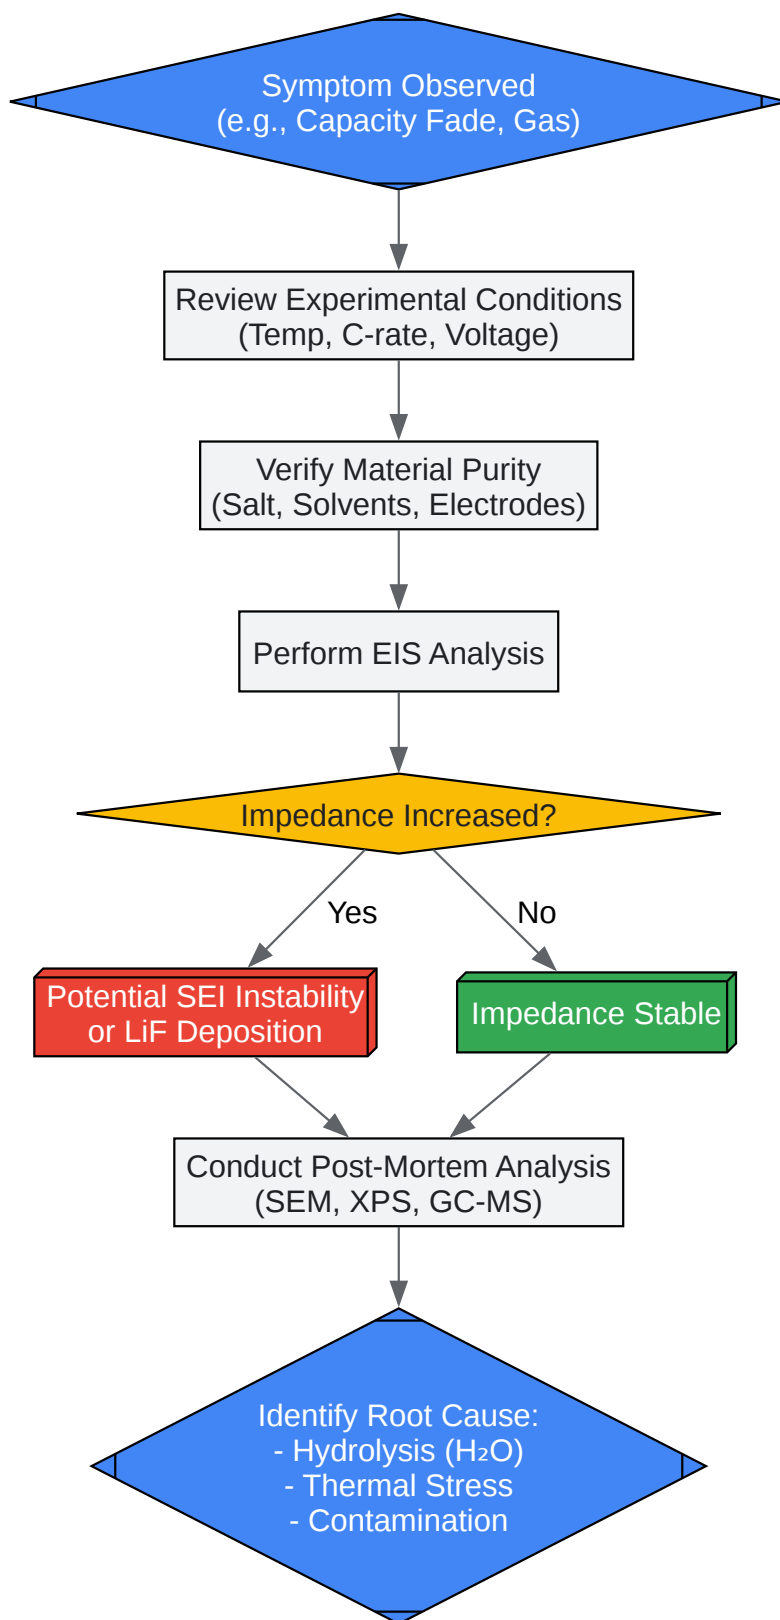 Symptom Observed
(e.g., Capacity Fade, Gas)
Review Experimental Conditions
(Temp, C-rate, Voltage)
Verify Material Purity
(Salt, Solvents, Electrodes)
Perform EIS Analysis
Impedance Increased?
Yes
No
Potential SEI Instability
or LiF Deposition
Impedance Stable
Conduct Post-Mortem Analysis
(SEM, XPS, GC-MS)
Identify Root Cause:
- Hydrolysis (H₂O)
- Thermal Stress
- Contamination